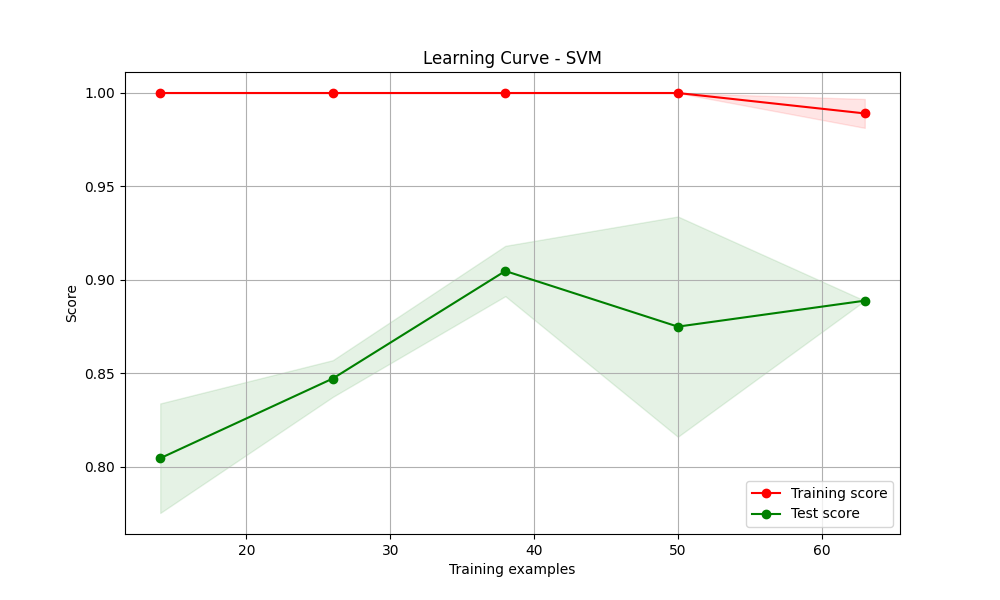 Learning Curve - SVM
1.00
0.95
0.90
0.85
0.80
Score
20 30 40 50 60
Training examples
Training score
Test score